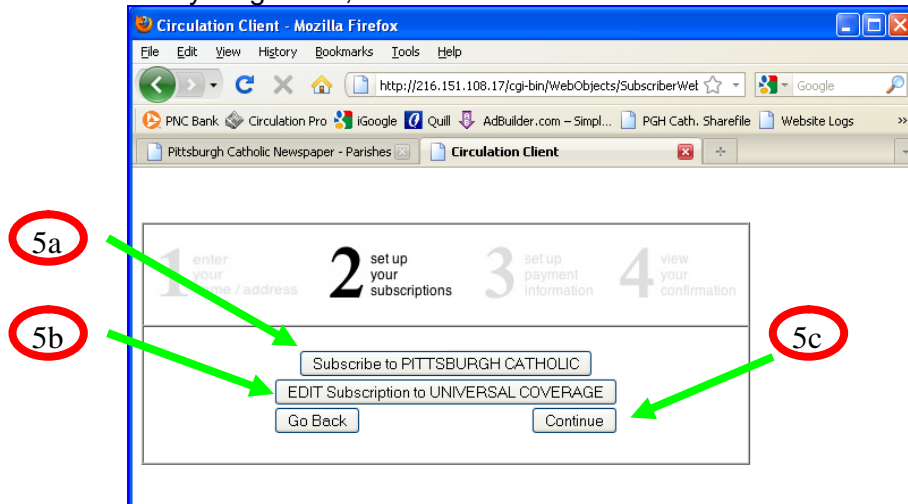 Circulation Client - Mozilla Firefox
File Edit View History Bookmarks Tools Help
http://216.151.108.17/cgi-bin/WebObjects/SubscriberWet Google
PNC Bank Circulation Pro iGoogle Quill AdBuilder.com – Simpl... PGH Cath. Sharefile Website Logs »
Pittsburgh Catholic Newspaper - Parishes Circulation Client
5a
1 enter your name / address
2 set up your subscriptions
3 set up payment information
4 view your confirmation
5b
5c
Subscribe to PITTSBURGH CATHOLIC
EDIT Subscription to UNIVERSAL COVERAGE
Go Back Continue